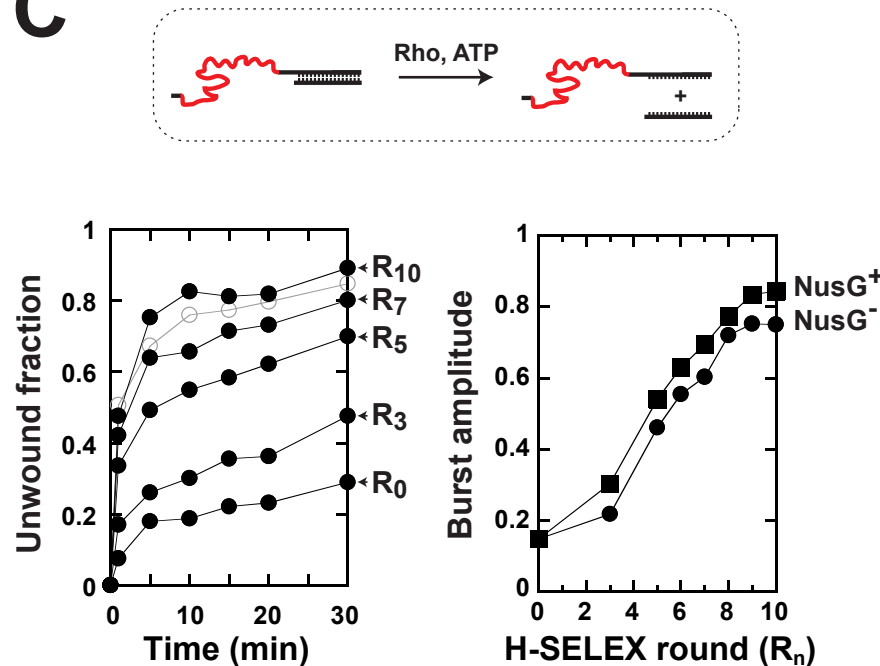 C
Rho, ATP
+
Unwound fraction
1
0.8
0.6
0.4
0.2
0
0
10
20
30
Time (min)
R10
R7
R5
R3
R0
Burst amplitude
1
0.8
0.6
0.4
0.2
0
0
2
4
6
8
10
H-SELEX round (Rn)
NusG+
NusG-